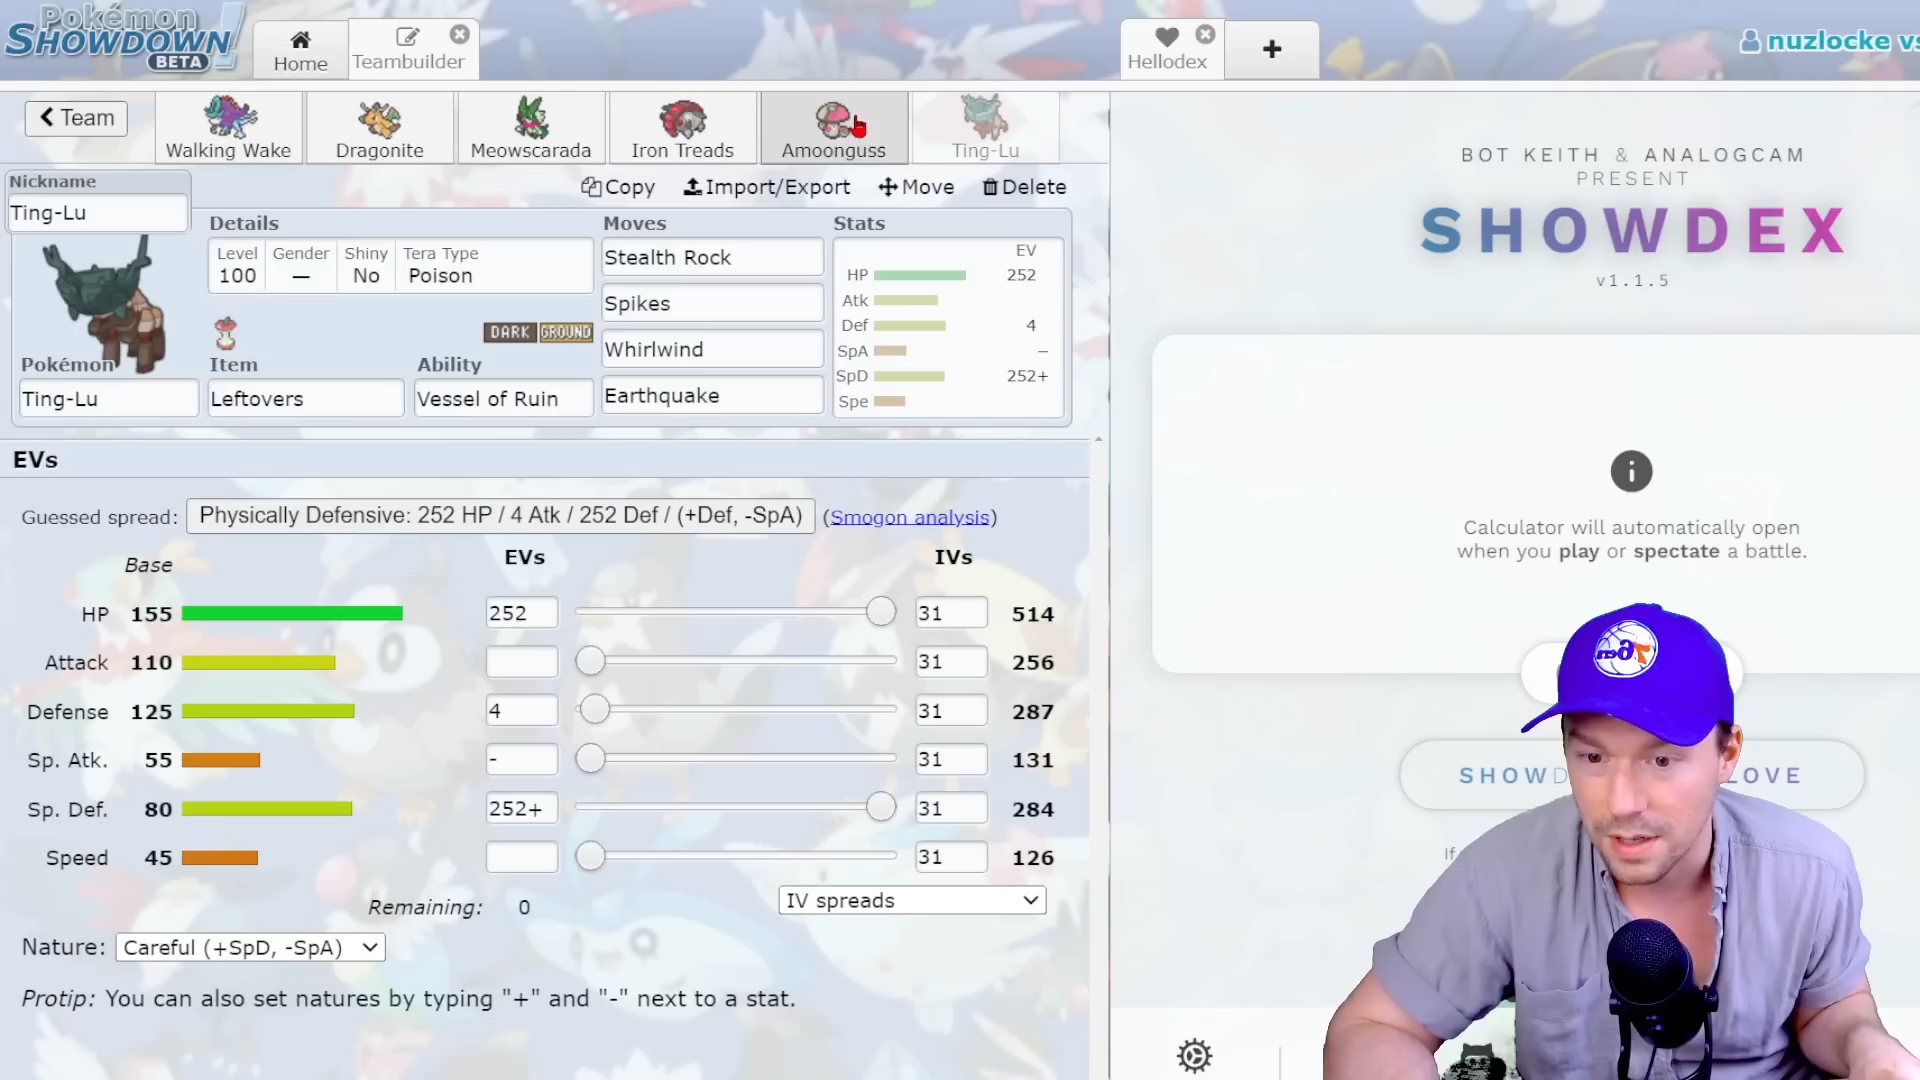 Pokémon
SHOWDOWN!
BETA
Home
Teambuilder
Hellodex
+
nuzlocke vs
Team
Walking Wake
Dragonite
Meowscarada
Iron Treads
Amoonguss
Ting-Lu
Nickname
Ting-Lu
Copy
Import/Export
Move
Delete
Details
Moves
Stats
Level
100
Gender
—
Shiny
No
Tera Type
Poison
DARK
GROUND
Pokémon
Ting-Lu
Item
Leftovers
Ability
Vessel of Ruin
Stealth Rock
Spikes
Whirlwind
Earthquake
EV
HP 252
Atk
Def 4
SpA –
SpD 252+
Spe
EVs
Guessed spread: Physically Defensive: 252 HP / 4 Atk / 252 Def / (+Def, -SpA) (Smogon analysis)
Base EVs IVs
HP 155 252 31 514
Attack 110 31 256
Defense 125 4 31 287
Sp. Atk. 55 - 31 131
Sp. Def. 80 252+ 31 284
Speed 45 31 126
Remaining: 0
IV spreads
Nature: Careful (+SpD, -SpA)
Protip: You can also set natures by typing "+" and "-" next to a stat.
BOT KEITH & ANALOGCAM
PRESENT
SHOWDEX
v1.1.5
Calculator will automatically open
when you play or spectate a battle.
SHOWD LOVE
If